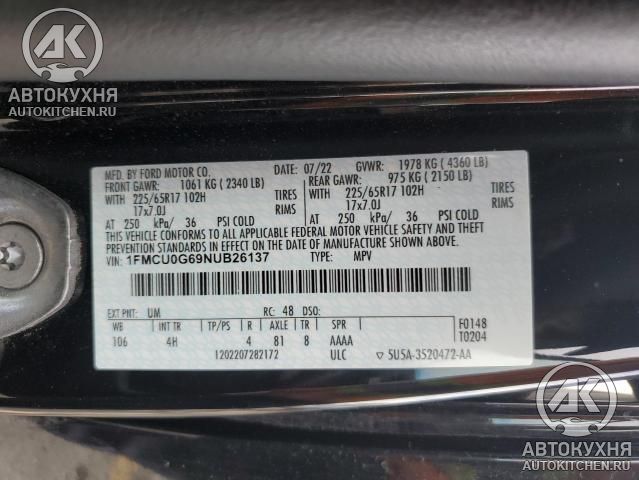 AK
АВТОКУХНЯ
AUTOKITCHEN.RU
MFD. BY FORD MOTOR CO. 07/22 GVWR: 1978 KG ( 4360 LB)
FRONT GAWR: 1061 KG ( 2340 LB) REAR GAWR: 975 KG ( 2150 LB)
WITH 225/65R17 102H TIRES WITH 225/65R17 102H TIRES
17x7.0J RIMS 17x7.0J RIMS
AT 250 kPa/ 36 PSI COLD AT 250 kPa/ 36 PSI COLD
THIS VEHICLE CONFORMS TO ALL APPLICABLE FEDERAL MOTOR VEHICLE SAFETY AND THEFT
PREVENTION STANDARDS IN EFFECT ON THE DATE OF MANUFACTURE SHOWN ABOVE.
VIN: 1FMCU0G69NUB26137 TYPE: MPV
EXT PNT: UM RC: 48 DSO: F0148
WB INT TR TP/PS R AXLE TR SPR T0204
106 4H 4 81 8 AAAA
1202207282172 ULC 5U5A-3520472-AA
AK
АВТОКУХНЯ
AUTOKITCHEN.RU